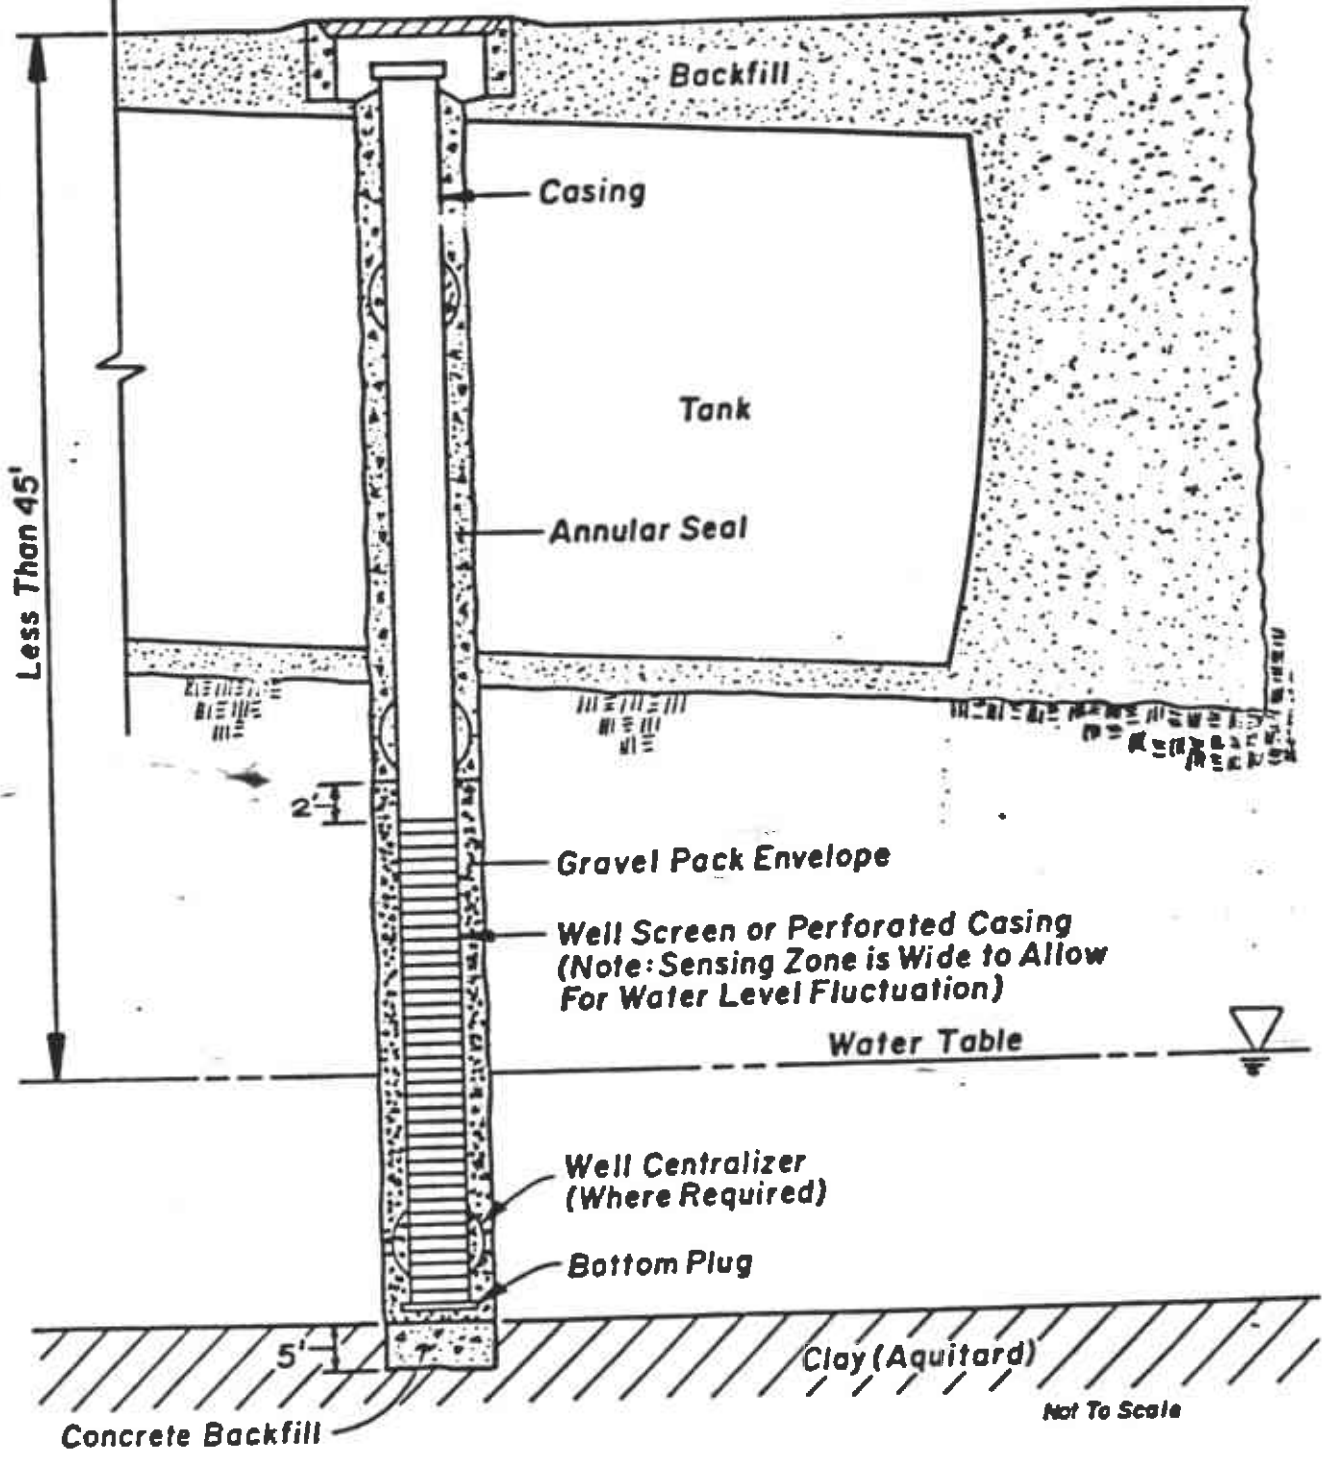 Backfill
Casing
Tank
Annular Seal
Less Than 45'
2'
Gravel Pack Envelope
Well Screen or Perforated Casing
(Note: Sensing Zone is Wide to Allow
For Water Level Fluctuation)
Water Table
Well Centralizer
(Where Required)
Bottom Plug
5'
Clay (Aquitard)
Not To Scale
Concrete Backfill